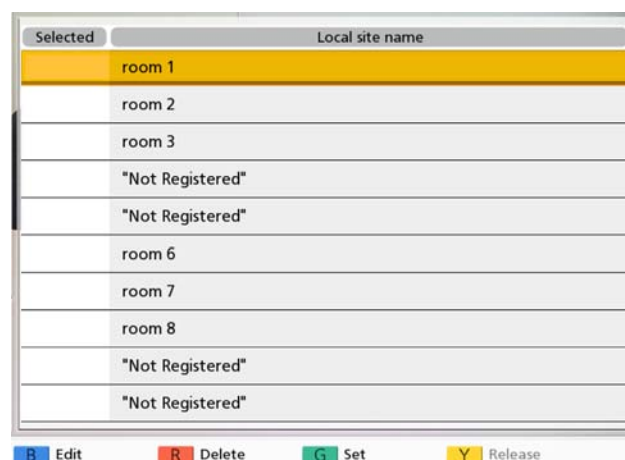 Selected Local site name
room 1
room 2
room 3
"Not Registered"
"Not Registered"
room 6
room 7
room 8
"Not Registered"
"Not Registered"
B Edit R Delete G Set Y Release